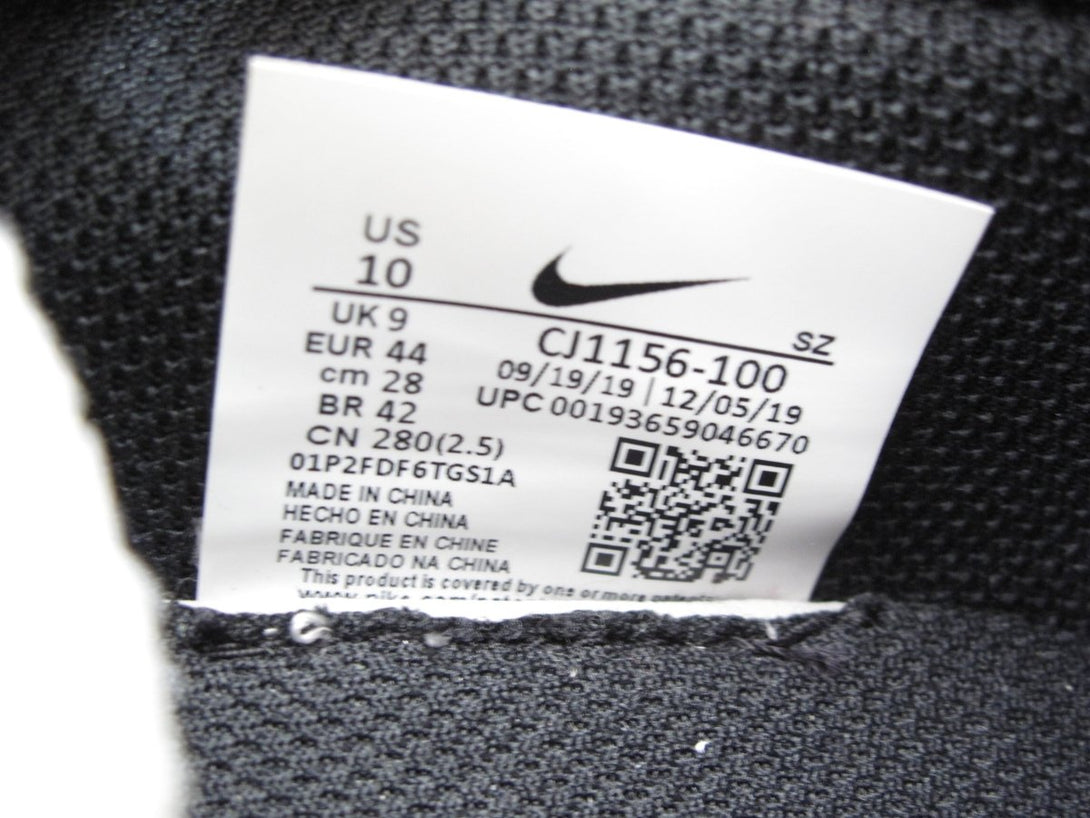 US
10
SZ
UK 9
EUR 44
cm 28
BR 42
CN 280(2.5)
CJ1156-100
09/19/19 | 12/05/19
UPC 00193659046670
01P2FDF6TGS1A
MADE IN CHINA
HECHO EN CHINA
FABRIQUE EN CHINE
FABRICADO NA CHINA
This product is covered by one or more patents